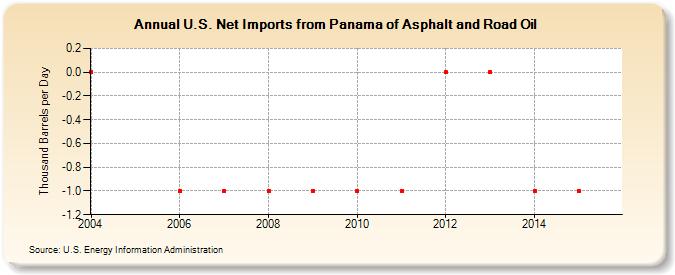 Annual U.S. Net Imports from Panama of Asphalt and Road Oil
Thousand Barrels per Day
0.2
0.0
-0.2
-0.4
-0.6
-0.8
-1.0
-1.2
2004 2006 2008 2010 2012 2014
Source: U.S. Energy Information Administration